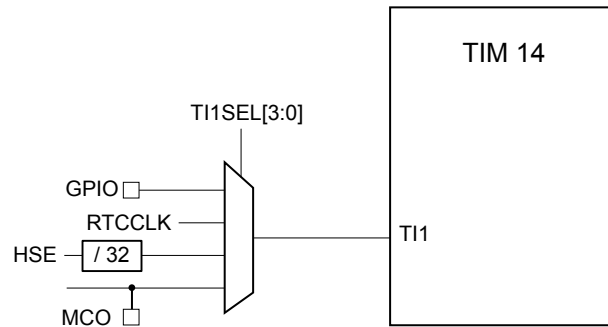 TIM 14
TI1SEL[3:0]
GPIO
RTCCLK
TI1
HSE
/ 32
MCO